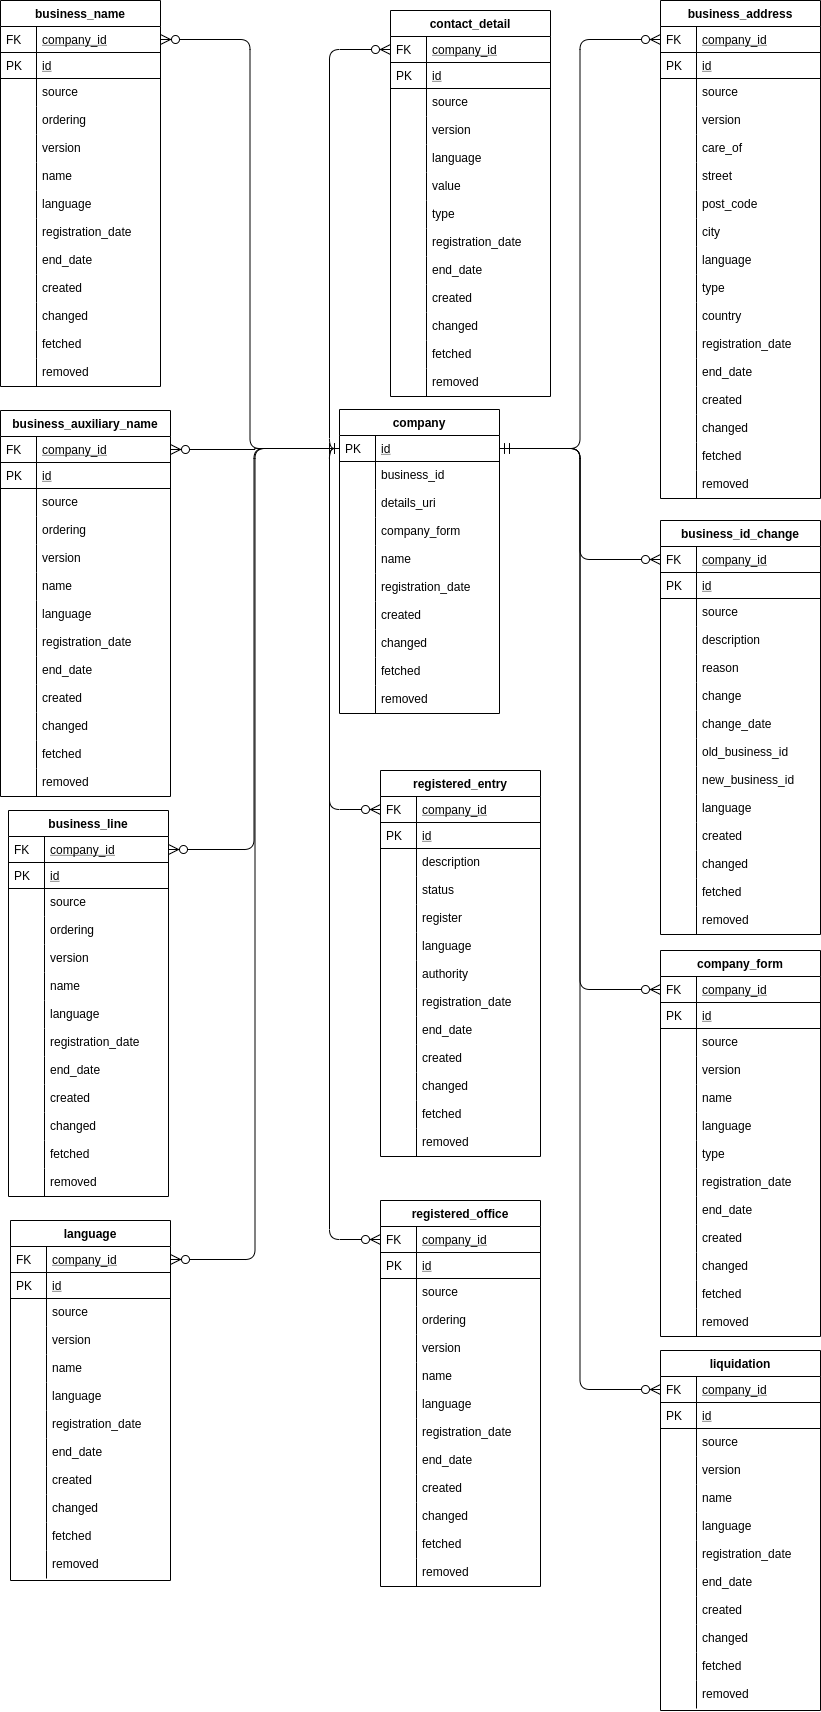 business_name
FK company_id
PK id
source
ordering
version
name
language
registration_date
end_date
created
changed
fetched
removed
contact_detail
FK company_id
PK id
source
version
language
value
type
registration_date
end_date
created
changed
fetched
removed
business_address
FK company_id
PK id
source
version
care_of
street
post_code
city
language
type
country
registration_date
end_date
created
changed
fetched
removed
business_auxiliary_name
FK company_id
PK id
source
ordering
version
name
language
registration_date
end_date
created
changed
fetched
removed
company
PK id
business_id
details_uri
company_form
name
registration_date
created
changed
fetched
removed
business_id_change
FK company_id
PK id
source
description
reason
change
change_date
old_business_id
new_business_id
language
created
changed
fetched
removed
business_line
FK company_id
PK id
source
ordering
version
name
language
registration_date
end_date
created
changed
fetched
removed
registered_entry
FK company_id
PK id
description
status
register
language
authority
registration_date
end_date
created
changed
fetched
removed
company_form
FK company_id
PK id
source
version
name
language
type
registration_date
end_date
created
changed
fetched
removed
language
FK company_id
PK id
source
version
name
language
registration_date
end_date
created
changed
fetched
removed
registered_office
FK company_id
PK id
source
ordering
version
name
language
registration_date
end_date
created
changed
fetched
removed
liquidation
FK company_id
PK id
source
version
name
language
registration_date
end_date
created
changed
fetched
removed